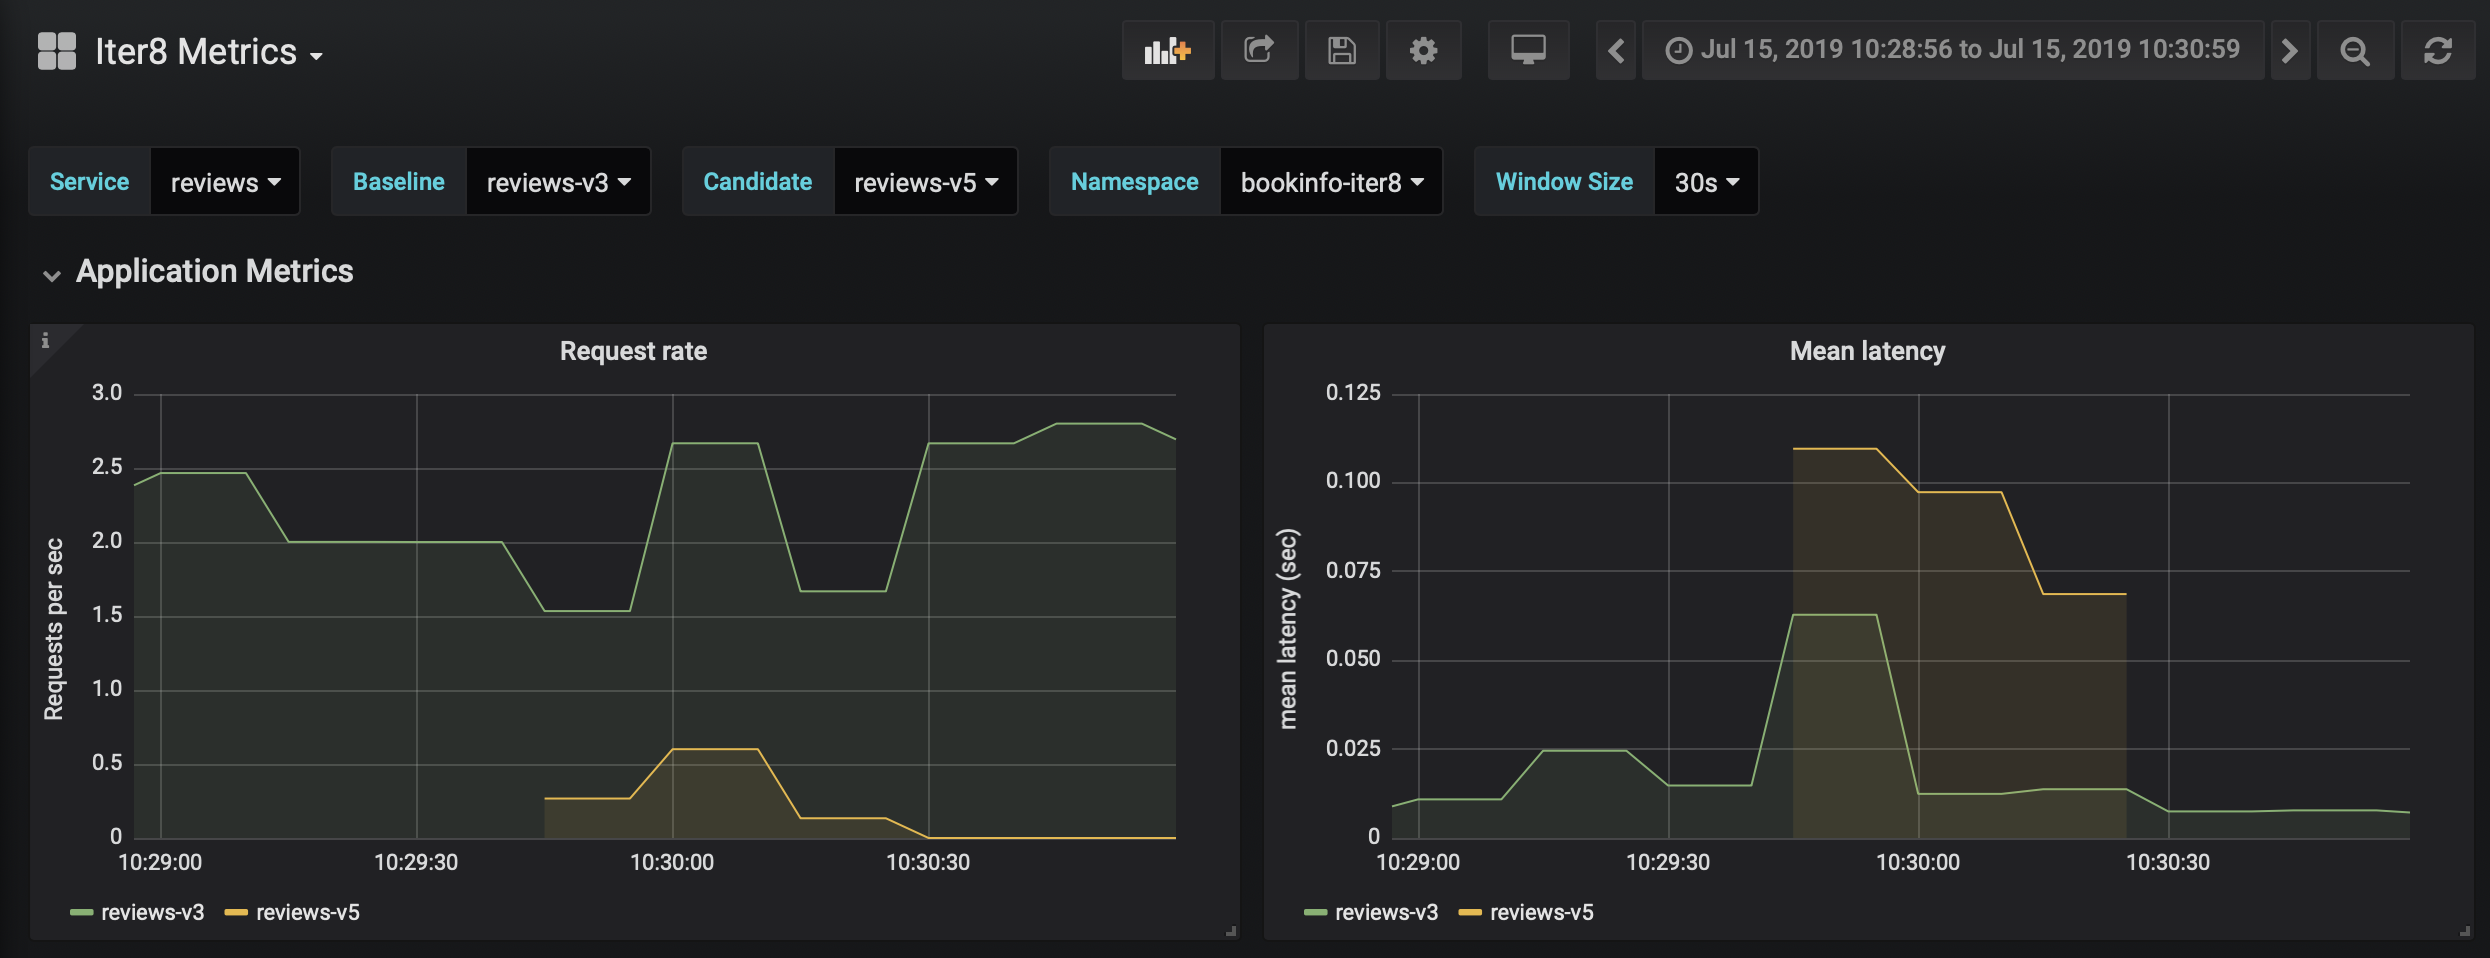 Iter8 Metrics
Jul 15, 2019 10:28:56 to Jul 15, 2019 10:30:59
Service reviews Baseline reviews-v3 Candidate reviews-v5 Namespace bookinfo-iter8 Window Size 30s
Application Metrics
i
Request rate
Requests per sec
3.0
2.5
2.0
1.5
1.0
0.5
0
10:29:00 10:29:30 10:30:00 10:30:30
reviews-v3 reviews-v5
Mean latency
mean latency (sec)
0.125
0.100
0.075
0.050
0.025
0
10:29:00 10:29:30 10:30:00 10:30:30
reviews-v3 reviews-v5